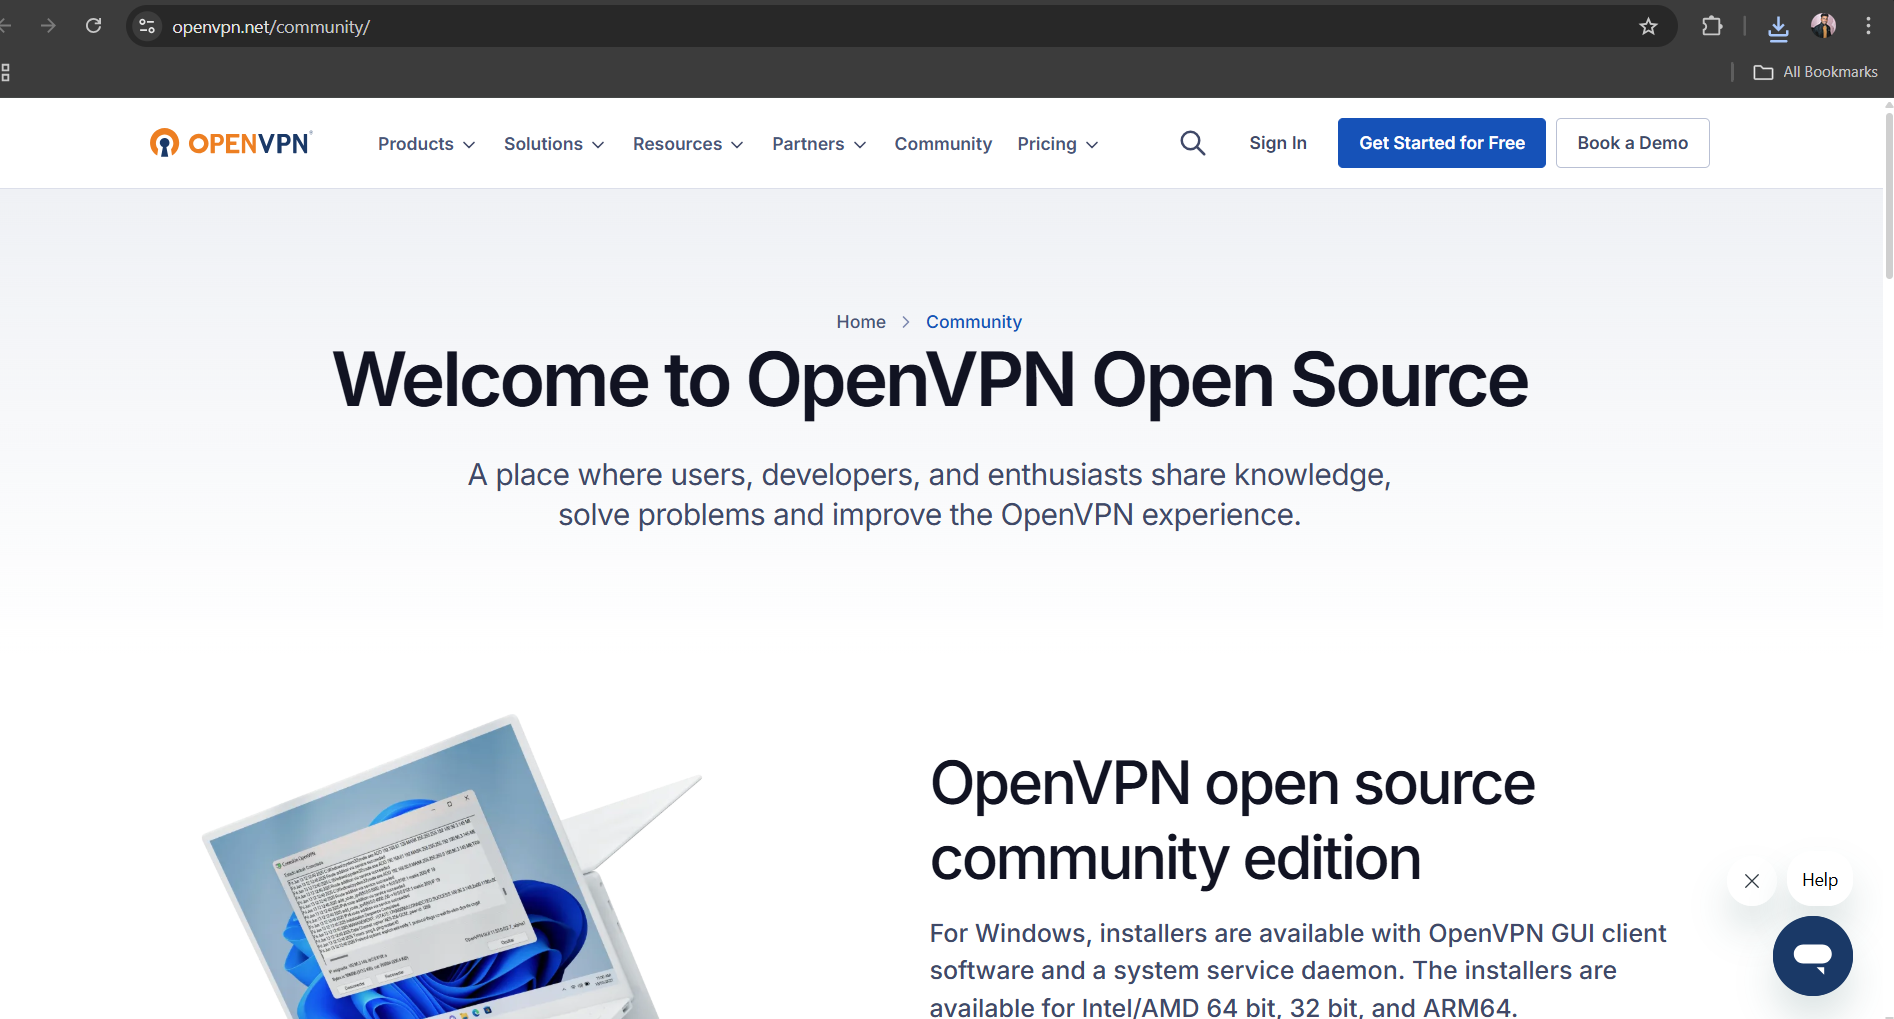 openvpn.net/community/
All Bookmarks
OPENVPN
Products
Solutions
Resources
Partners
Community
Pricing
Sign In
Get Started for Free
Book a Demo
Home
Community
Welcome to OpenVPN Open Source
A place where users, developers, and enthusiasts share knowledge,
solve problems and improve the OpenVPN experience.
OpenVPN open source
community edition
For Windows, installers are available with OpenVPN GUI client
software and a system service daemon. The installers are
available for Intel/AMD 64 bit, 32 bit, and ARM64.
Help